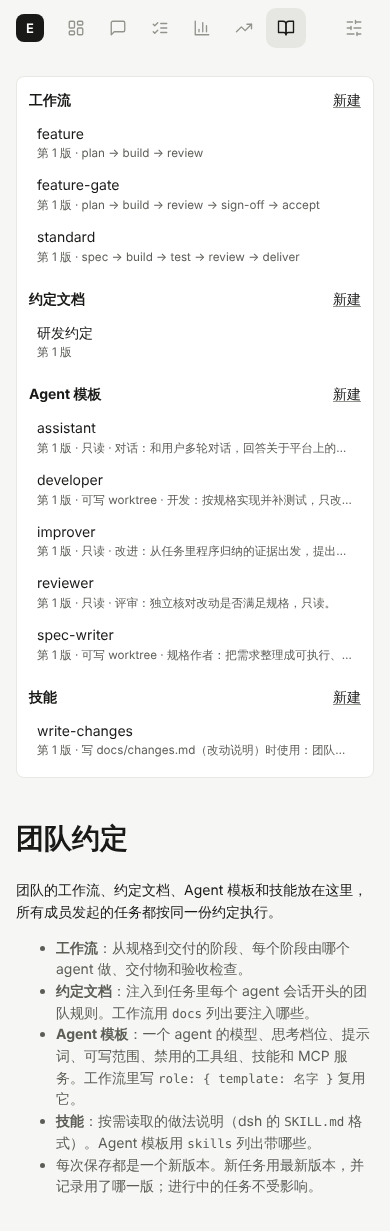 E
工作流 新建
feature
第 1 版 · plan → build → review
feature-gate
第 1 版 · plan → build → review → sign-off → accept
standard
第 1 版 · spec → build → test → review → deliver
约定文档 新建
研发约定
第 1 版
Agent 模板 新建
assistant
第 1 版 · 只读 · 对话：和用户多轮对话，回答关于平台上的...
developer
第 1 版 · 可写 worktree · 开发：按规格实现并补测试，只改...
improver
第 1 版 · 只读 · 改进：从任务里程序归纳的证据出发，提出...
reviewer
第 1 版 · 只读 · 评审：独立核对改动是否满足规格，只读。
spec-writer
第 1 版 · 可写 worktree · 规格作者：把需求整理成可执行、...
技能 新建
write-changes
第 1 版 · 写 docs/changes.md（改动说明）时使用：团队...
团队约定
团队的工作流、约定文档、Agent 模板和技能放在这里，
所有成员发起的任务都按同一份约定执行。
• 工作流：从规格到交付的阶段、每个阶段由哪个
agent 做、交付物和验收检查。
• 约定文档：注入到任务里每个 agent 会话开头的团
队规则。工作流用 docs 列出要注入哪些。
• Agent 模板：一个 agent 的模型、思考档位、提示
词、可写范围、禁用的工具组、技能和 MCP 服
务。工作流里写 role: { template: 名字 } 复用
它。
• 技能：按需读取的做法说明（dsh 的 SKILL.md 格
式）。Agent 模板用 skills 列出带哪些。
• 每次保存都是一个新版本。新任务用最新版本，并
记录用了哪一版；进行中的任务不受影响。